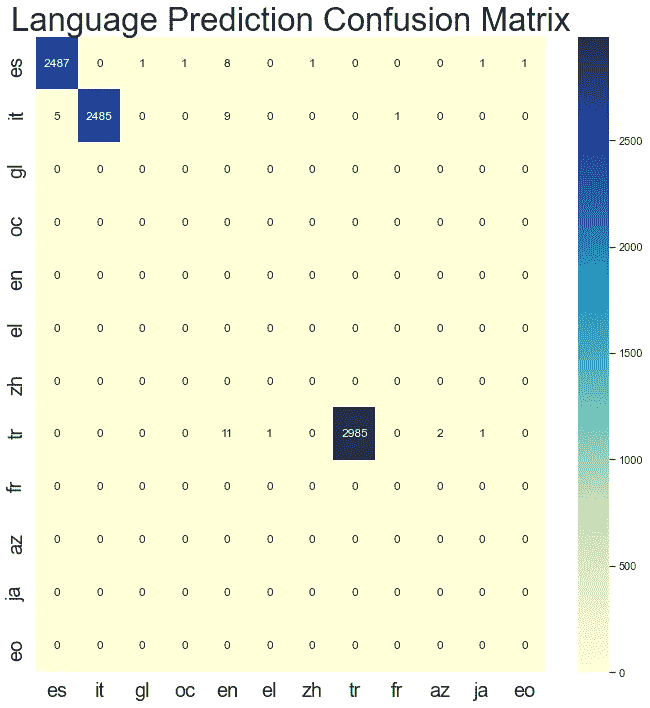 Language Prediction Confusion Matrix
es 2487 0 1 1 8 0 1 0 0 0 1 1
it 5 2485 0 0 9 0 0 0 1 0 0 0
gl 0 0 0 0 0 0 0 0 0 0 0 0
oc 0 0 0 0 0 0 0 0 0 0 0 0
en 0 0 0 0 0 0 0 0 0 0 0 0
el 0 0 0 0 0 0 0 0 0 0 0 0
zh 0 0 0 0 0 0 0 0 0 0 0 0
tr 0 0 0 0 11 1 0 2985 0 2 1 0
fr 0 0 0 0 0 0 0 0 0 0 0 0
az 0 0 0 0 0 0 0 0 0 0 0 0
ja 0 0 0 0 0 0 0 0 0 0 0 0
eo 0 0 0 0 0 0 0 0 0 0 0 0
es it gl oc en el zh tr fr az ja eo
2500
2000
1500
1000
500
0